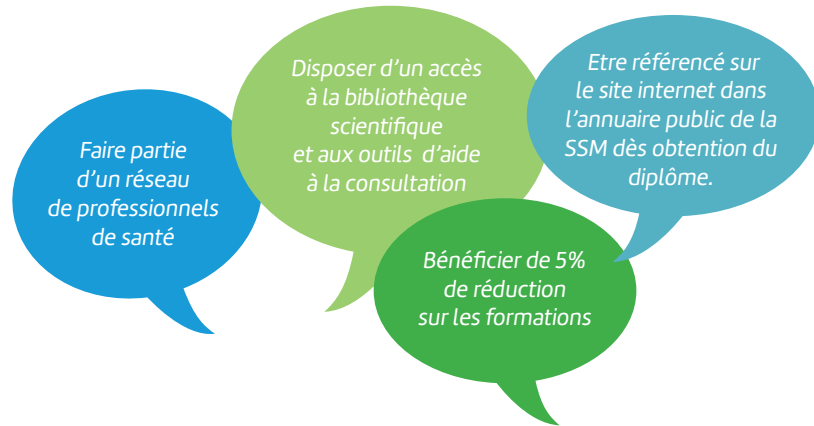 Faire partie
d'un réseau
de professionnels
de santé
Disposer d'un accès
à la bibliothèque
scientifique
et aux outils d'aide
à la consultation
Etre référencé sur
le site internet dans
l'annuaire public de la
SSM dès obtention du
diplôme.
Bénéficier de 5%
de réduction
sur les formations